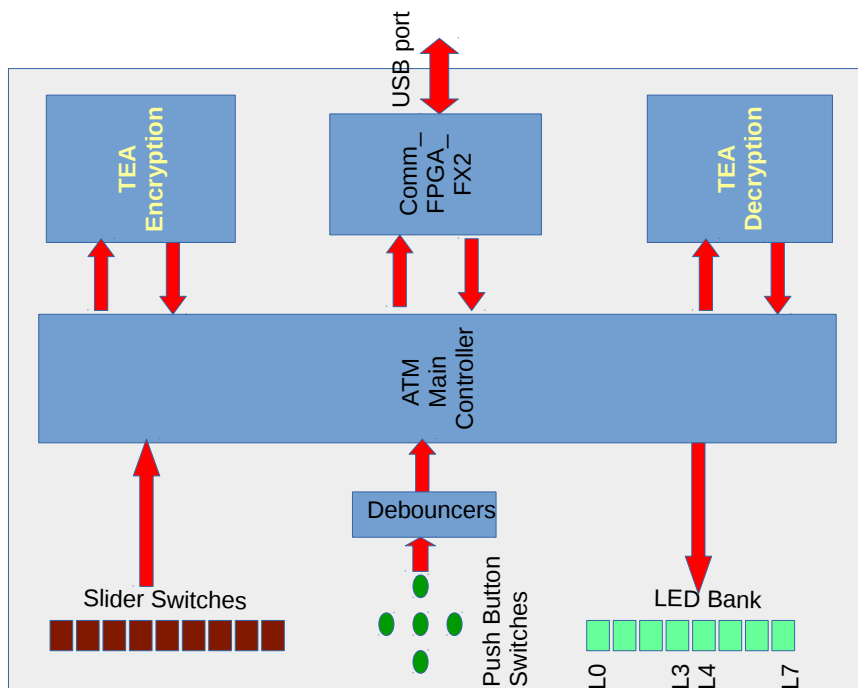 USB port
TEA
Encryption
Comm_
FPGA_
FX2
TEA
Decryption
ATM
Main
Controller
Debouncers
Slider Switches
Push Button
Switches
LED Bank
L0
L3
L4
L7